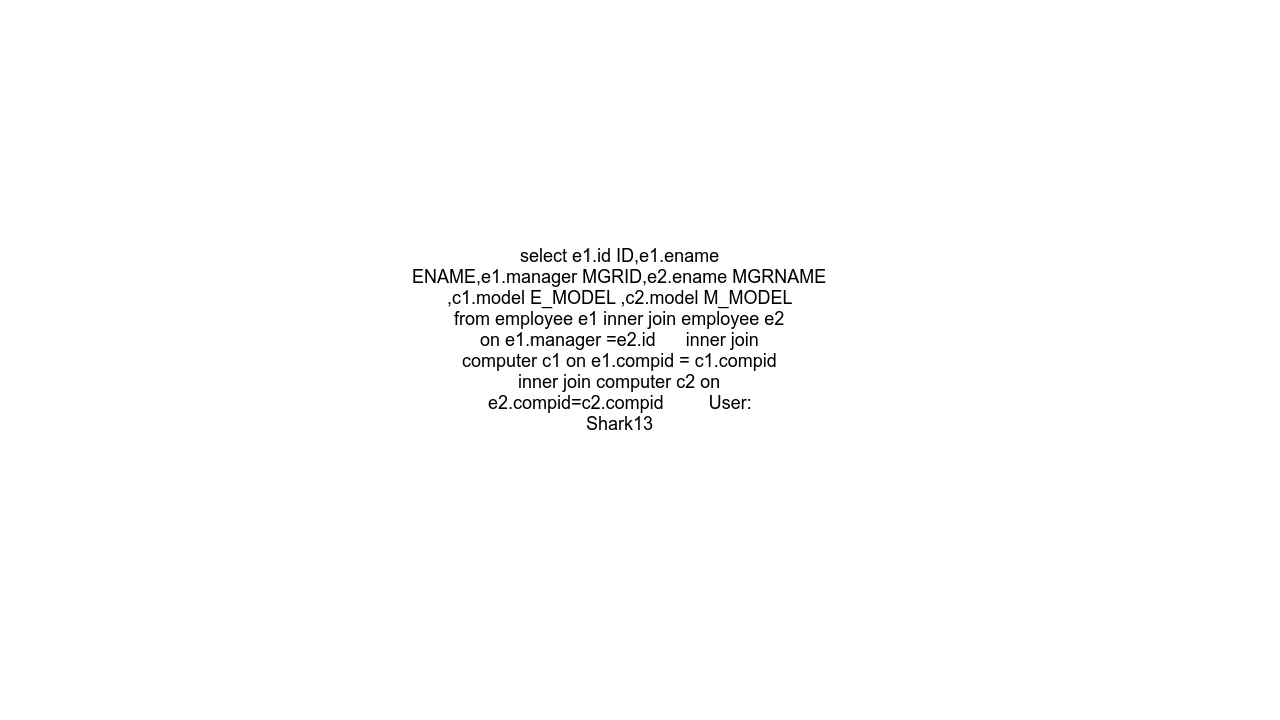 select e1.id ID,e1.ename
ENAME,e1.manager MGRID,e2.ename MGRNAME
,c1.model E_MODEL ,c2.model M_MODEL
from employee e1 inner join employee e2
on e1.manager =e2.id      inner join
computer c1 on e1.compid = c1.compid
inner join computer c2 on
e2.compid=c2.compid         User:
Shark13